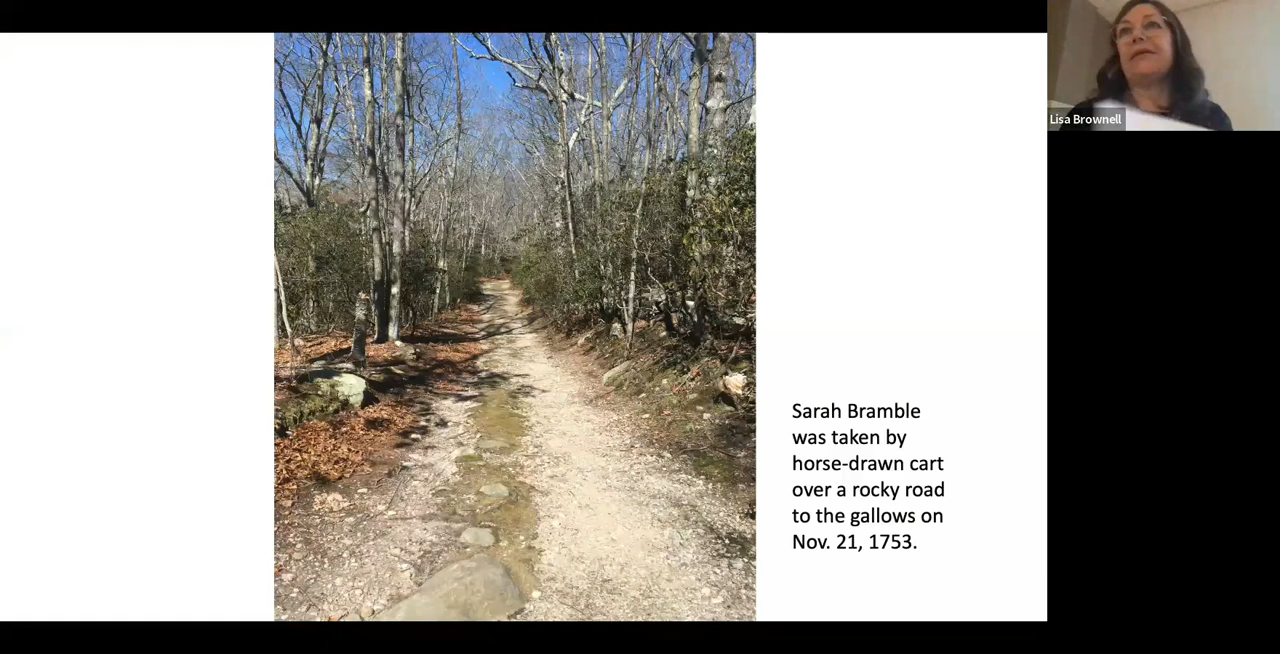 Lisa Brownell
Sarah Bramble
was taken by
horse-drawn cart
over a rocky road
to the gallows on
Nov. 21, 1753.